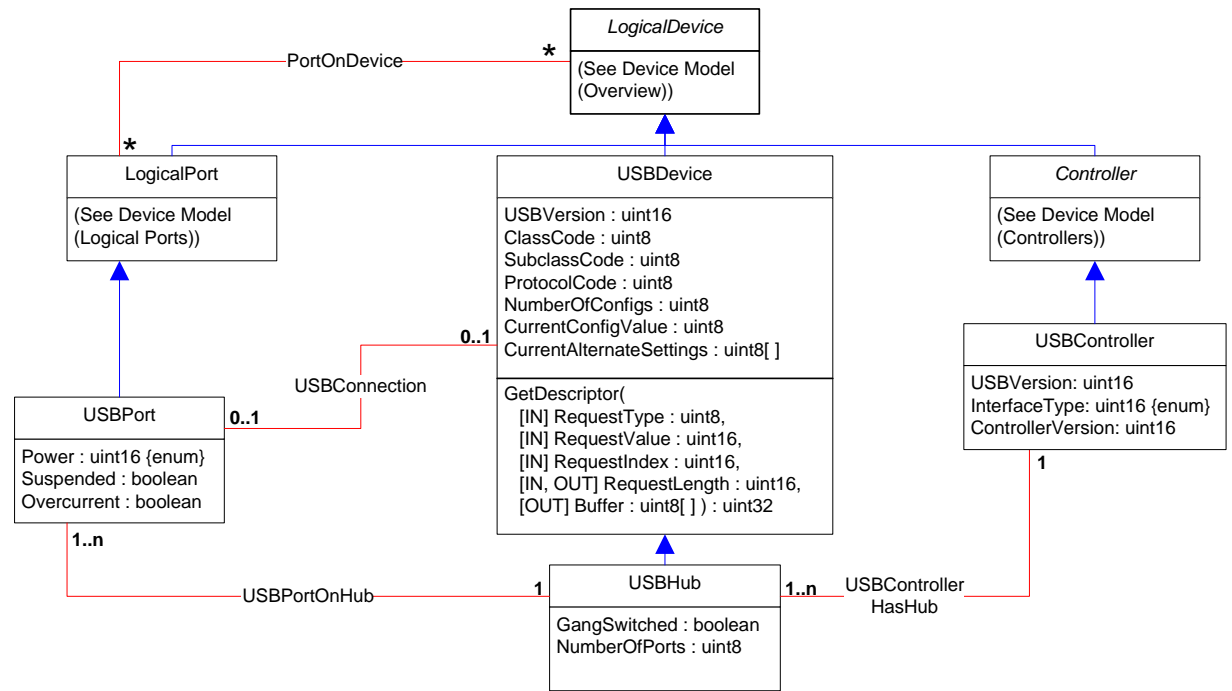 LogicalDevice
(See Device Model
(Overview))
PortOnDevice
*
*
LogicalPort
(See Device Model
(Logical Ports))
USBDevice
USBVersion : uint16
ClassCode : uint8
SubclassCode : uint8
ProtocolCode : uint8
NumberOfConfigs : uint8
CurrentConfigValue : uint8
CurrentAlternateSettings : uint8[ ]
GetDescriptor(
[IN] RequestType : uint8,
[IN] RequestValue : uint16,
[IN] RequestIndex : uint16,
[IN, OUT] RequestLength : uint16,
[OUT] Buffer : uint8[ ] ) : uint32
Controller
(See Device Model
(Controllers))
0..1
USBConnection
0..1
USBPort
Power : uint16 {enum}
Suspended : boolean
Overcurrent : boolean
USBController
USBVersion: uint16
InterfaceType: uint16 {enum}
ControllerVersion: uint16
1
1..n
USBPortOnHub
1
USBHub
GangSwitched : boolean
NumberOfPorts : uint8
1..n
USBController
HasHub